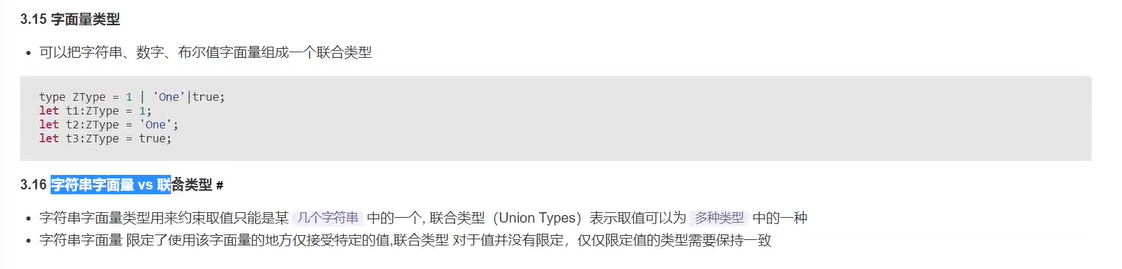 3.15 字面量类型
• 可以把字符串、数字、布尔值字面量组成一个联合类型
type ZType = 1 | 'One'|true;
let t1:ZType = 1;
let t2:ZType = 'One';
let t3:ZType = true;
3.16 字符串字面量 vs 联合类型 #
• 字符串字面量类型用来约束取值只能是某 几个字符串 中的一个, 联合类型（Union Types）表示取值可以为 多种类型 中的一种
• 字符串字面量 限定了使用该字面量的地方仅接受特定的值,联合类型 对于值并没有限定，仅仅限定值的类型需要保持一致